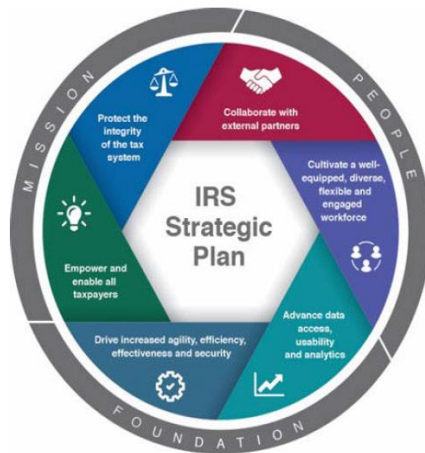 MISSION
PEOPLE
FOUNDATION
Protect the
integrity
of the tax
system
Collaborate with
external partners
Cultivate a well-
equipped, diverse,
flexible and
engaged
workforce
IRS
Strategic
Plan
Empower and
enable all
taxpayers
Advance data
access,
usability
and analytics
Drive increased agility, efficiency,
effectiveness and security